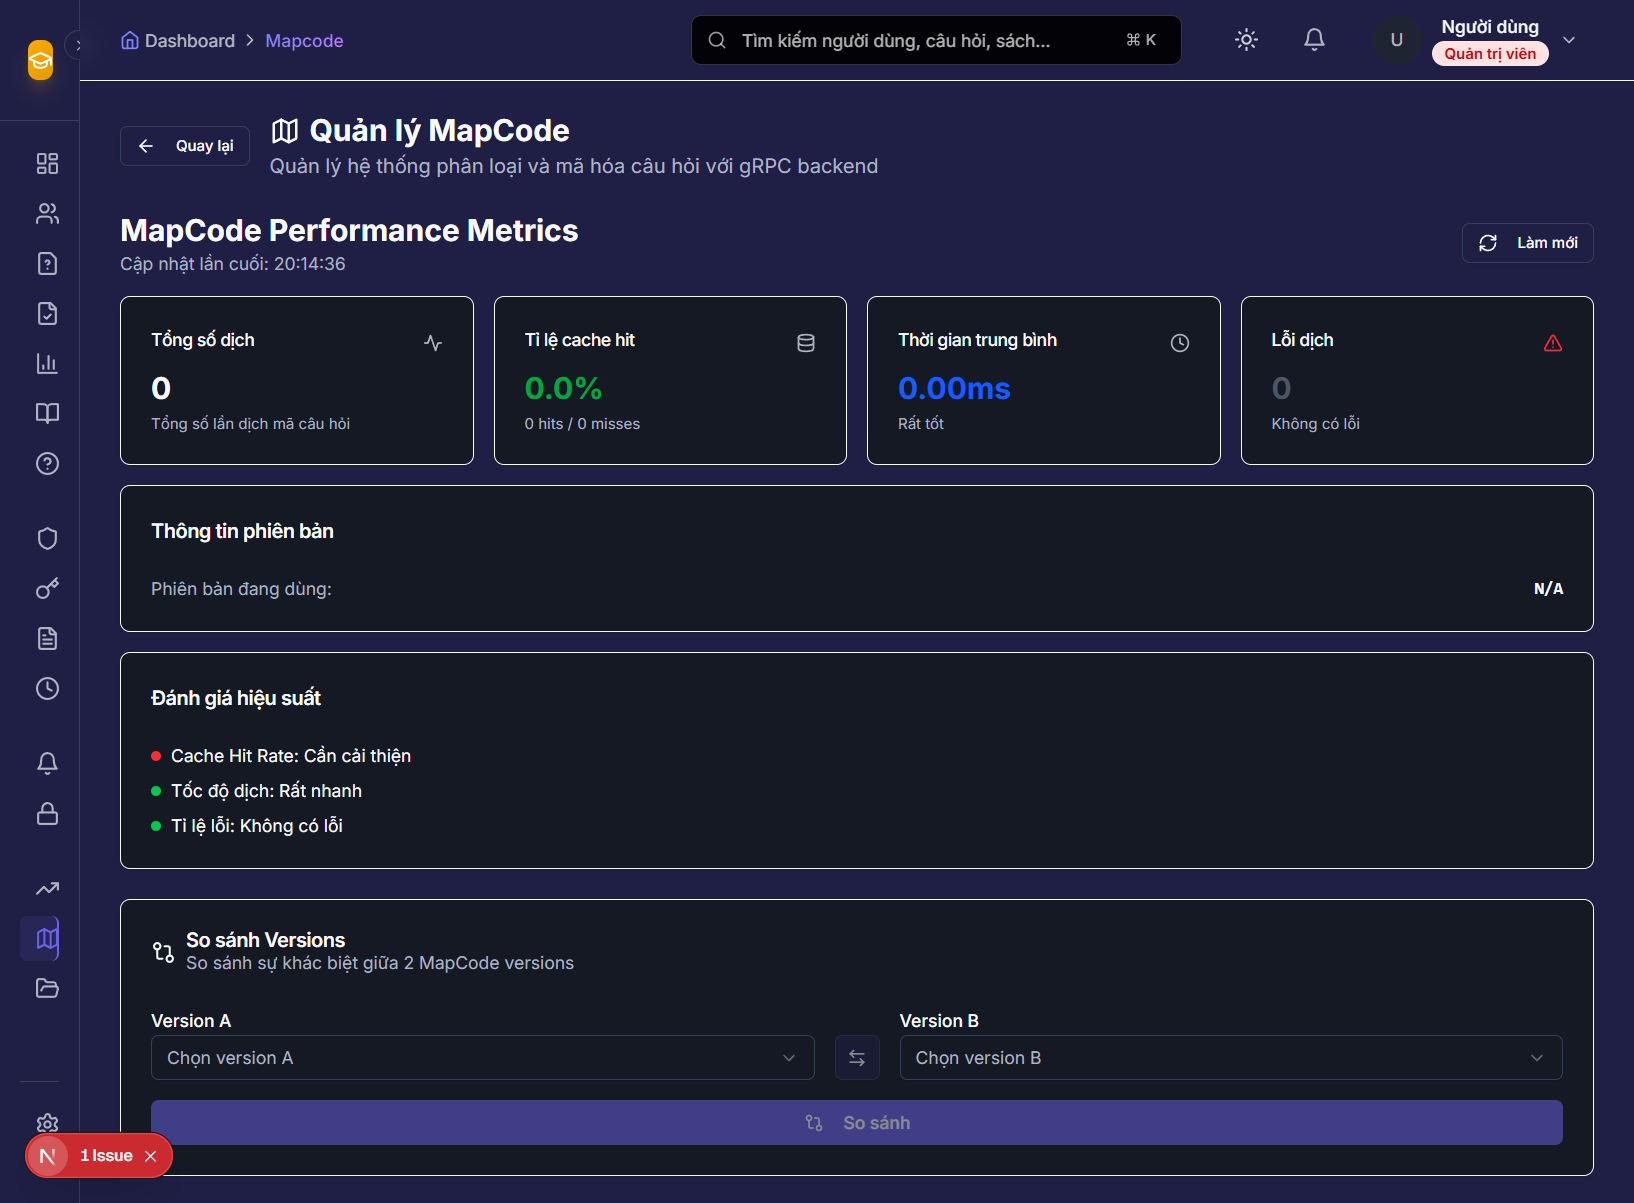 Dashboard > Mapcode
Tìm kiếm người dùng, câu hỏi, sách...
⌘ K
U
Người dùng
Quản trị viên
Quay lại
Quản lý MapCode
Quản lý hệ thống phân loại và mã hóa câu hỏi với gRPC backend
MapCode Performance Metrics
Cập nhật lần cuối: 20:14:36
Làm mới
Tổng số dịch
0
Tổng số lần dịch mã câu hỏi
Tỉ lệ cache hit
0.0%
0 hits / 0 misses
Thời gian trung bình
0.00ms
Rất tốt
Lỗi dịch
0
Không có lỗi
Thông tin phiên bản
Phiên bản đang dùng:
N/A
Đánh giá hiệu suất
Cache Hit Rate: Cần cải thiện
Tốc độ dịch: Rất nhanh
Tỉ lệ lỗi: Không có lỗi
So sánh Versions
So sánh sự khác biệt giữa 2 MapCode versions
Version A
Chọn version A
Version B
Chọn version B
So sánh
N
1 Issue